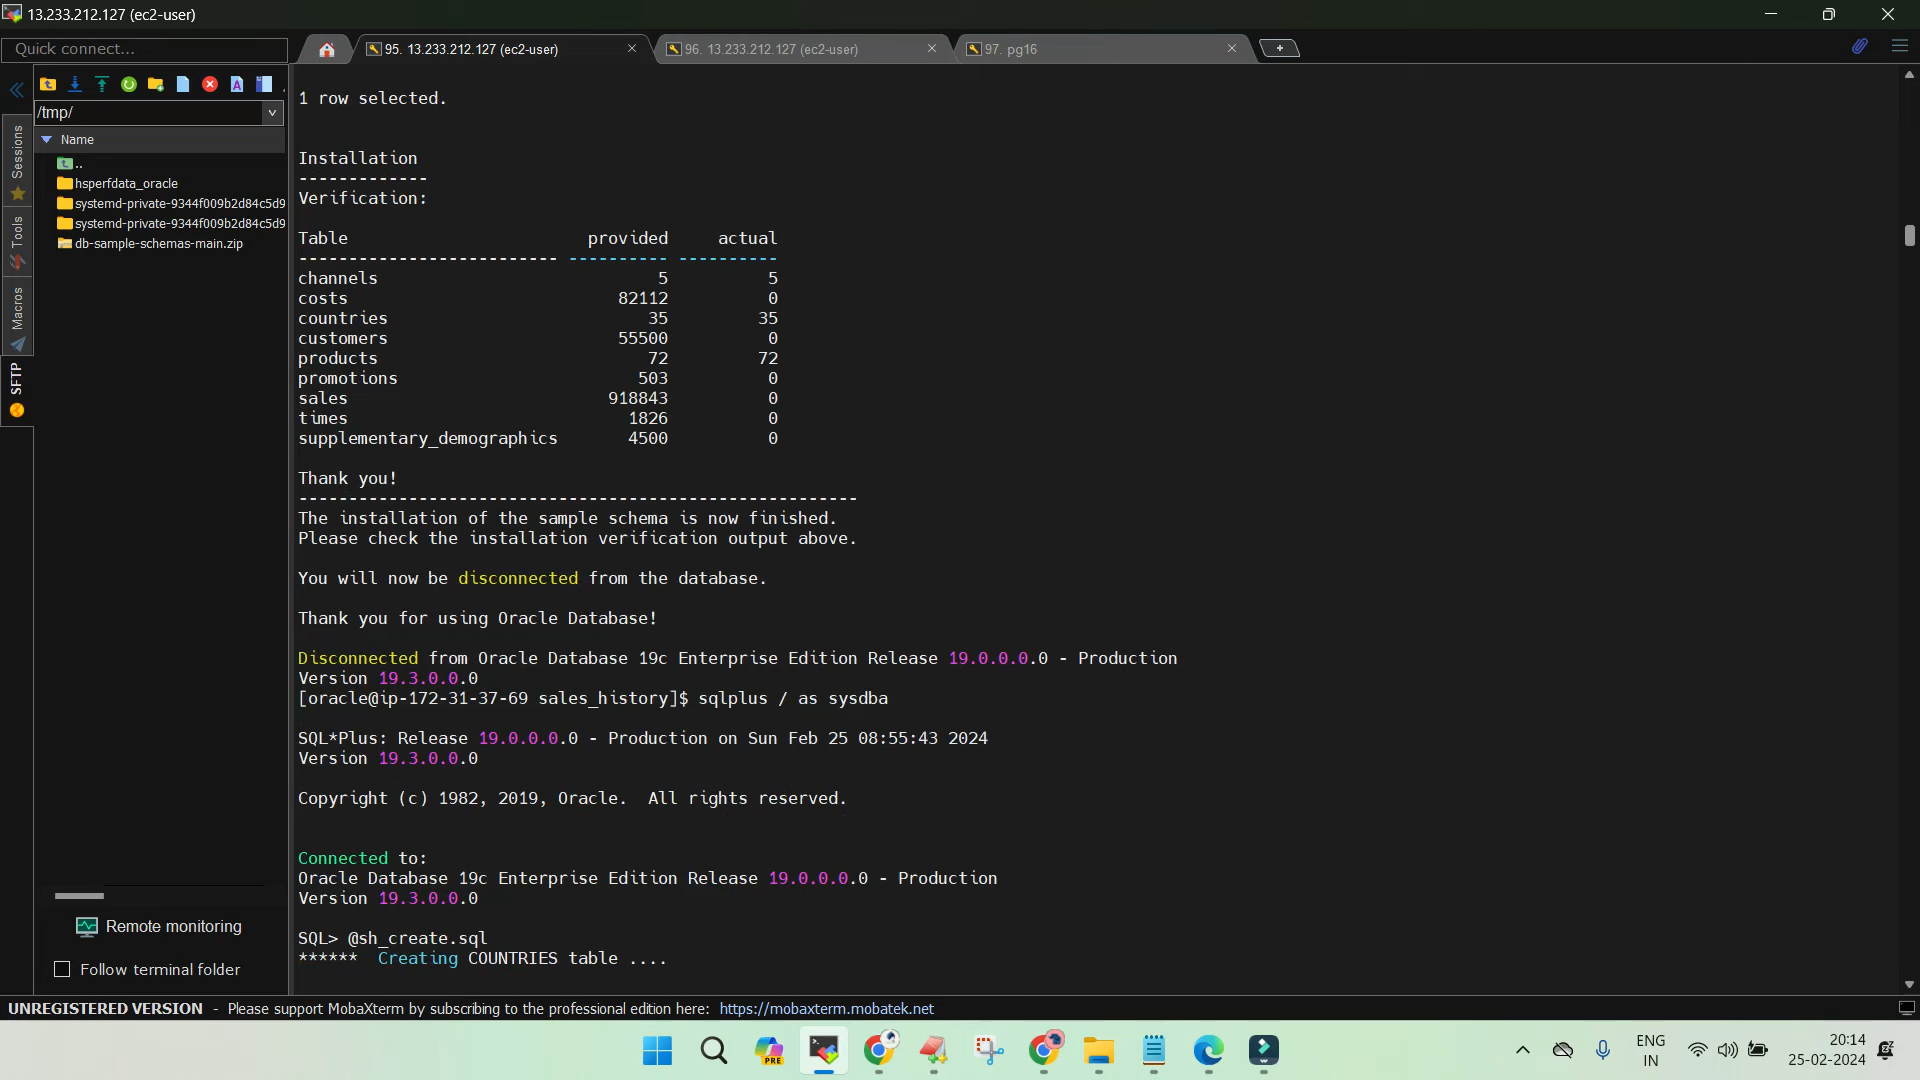 13.233.212.127 (ec2-user)
Quick connect...
95. 13.233.212.127 (ec2-user)
96. 13.233.212.127 (ec2-user)
97. pg16
/tmp/
Name
..
hsperfdata_oracle
systemd-private-9344f009b2d84c5d9
systemd-private-9344f009b2d84c5d9
db-sample-schemas-main.zip
Sessions
Tools
Macros
SFTP
Remote monitoring
Follow terminal folder
1 row selected.
Installation
-------------
Verification:
Table provided actual
-------------------------- ---------- ----------
channels 5 5
costs 82112 0
countries 35 35
customers 55500 0
products 72 72
promotions 503 0
sales 918843 0
times 1826 0
supplementary_demographics 4500 0
Thank you!
--------------------------------------------------------
The installation of the sample schema is now finished.
Please check the installation verification output above.
You will now be disconnected from the database.
Thank you for using Oracle Database!
Disconnected from Oracle Database 19c Enterprise Edition Release 19.0.0.0.0 - Production
Version 19.3.0.0.0
[oracle@ip-172-31-37-69 sales_history]$ sqlplus / as sysdba
SQL*Plus: Release 19.0.0.0.0 - Production on Sun Feb 25 08:55:43 2024
Version 19.3.0.0.0
Copyright (c) 1982, 2019, Oracle.  All rights reserved.
Connected to:
Oracle Database 19c Enterprise Edition Release 19.0.0.0.0 - Production
Version 19.3.0.0.0
SQL> @sh_create.sql
******  Creating COUNTRIES table ....
UNREGISTERED VERSION - Please support MobaXterm by subscribing to the professional edition here: https://mobaxterm.mobatek.net
PRE
ENG
IN
20:14
25-02-2024